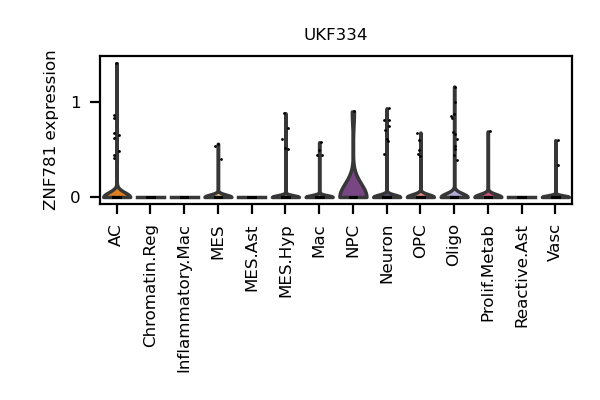 UKF334
ZNF781 expression
1
0
AC
Chromatin.Reg
Inflammatory.Mac
MES
MES.Ast
MES.Hyp
Mac
NPC
Neuron
OPC
Oligo
Prolif.Metab
Reactive.Ast
Vasc